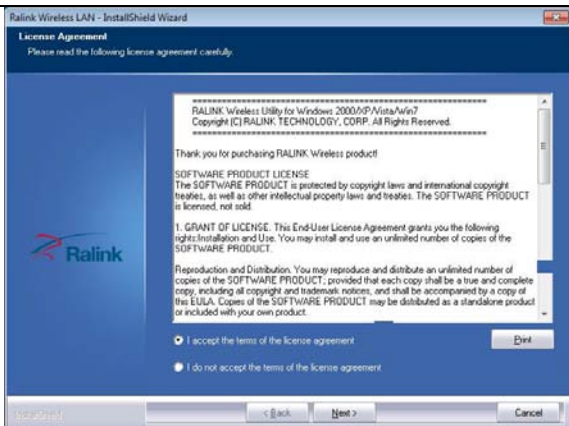 Ralink Wireless LAN - InstallShield Wizard
License Agreement
Please read the following license agreement carefully.
================================================
RALINK Wireless Utility for Windows 2000/XP/Vista/Win7
Copyright (C) RALINK TECHNOLOGY, CORP. All Rights Reserved.
================================================
Thank you for purchasing RALINK Wireless product!
SOFTWARE PRODUCT LICENSE
The SOFTWARE PRODUCT is protected by copyright laws and international copyright
treaties, as well as other intellectual property laws and treaties. The SOFTWARE PRODUCT
is licensed, not sold.
1. GRANT OF LICENSE. This End-User License Agreement grants you the following
rights:Installation and Use. You may install and use an unlimited number of copies of the
SOFTWARE PRODUCT.
Reproduction and Distribution. You may reproduce and distribute an unlimited number of
copies of the SOFTWARE PRODUCT; provided that each copy shall be a true and complete
copy, including all copyright and trademark notices, and shall be accompanied by a copy of
this EULA. Copies of the SOFTWARE PRODUCT may be distributed as a standalone product
or included with your own product.
Ralink
I accept the terms of the license agreement
Print
I do not accept the terms of the license agreement
InstallShield
< Back
Next >
Cancel